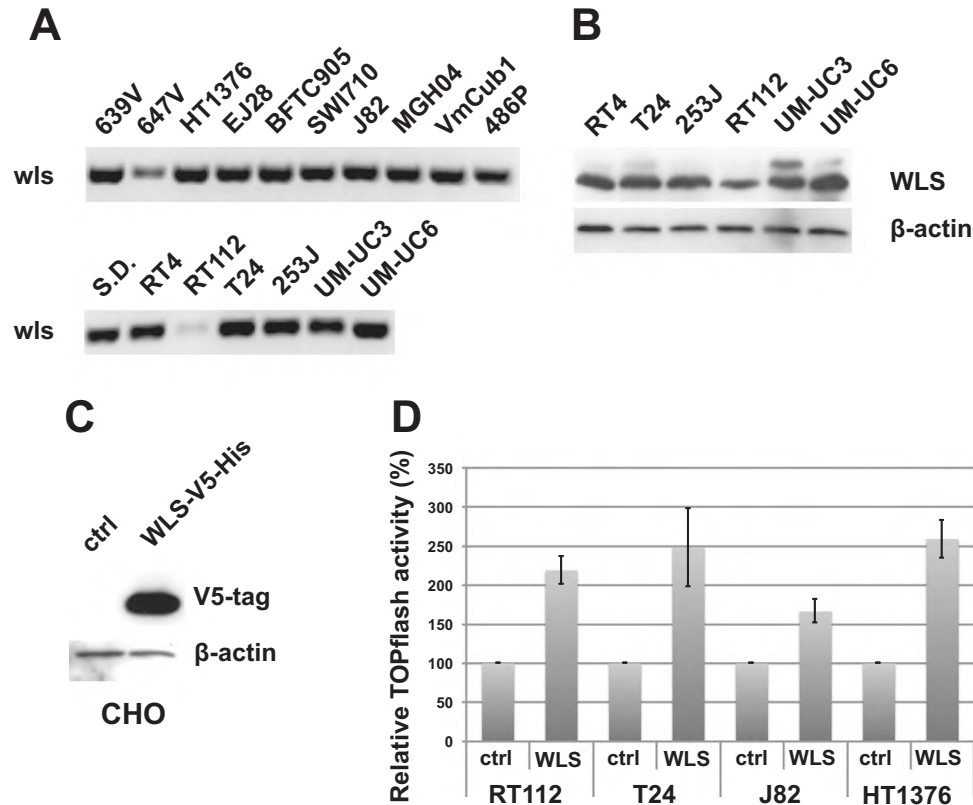 A
639V 647V HT1376 EJ28 BFTC905 SWI710 J82 MGH04 VmCub1 486P
wls
S.D. RT4 RT112 T24 253J UM-UC3 UM-UC6
wls
B
RT4 T24 253J RT112 UM-UC3 UM-UC6
WLS
β-actin
C
ctrl WLS-V5-His
V5-tag
β-actin
CHO
D
Relative TOPflash activity (%)
350
300
250
200
150
100
50
0
ctrl WLS ctrl WLS ctrl WLS ctrl WLS
RT112 T24 J82 HT1376